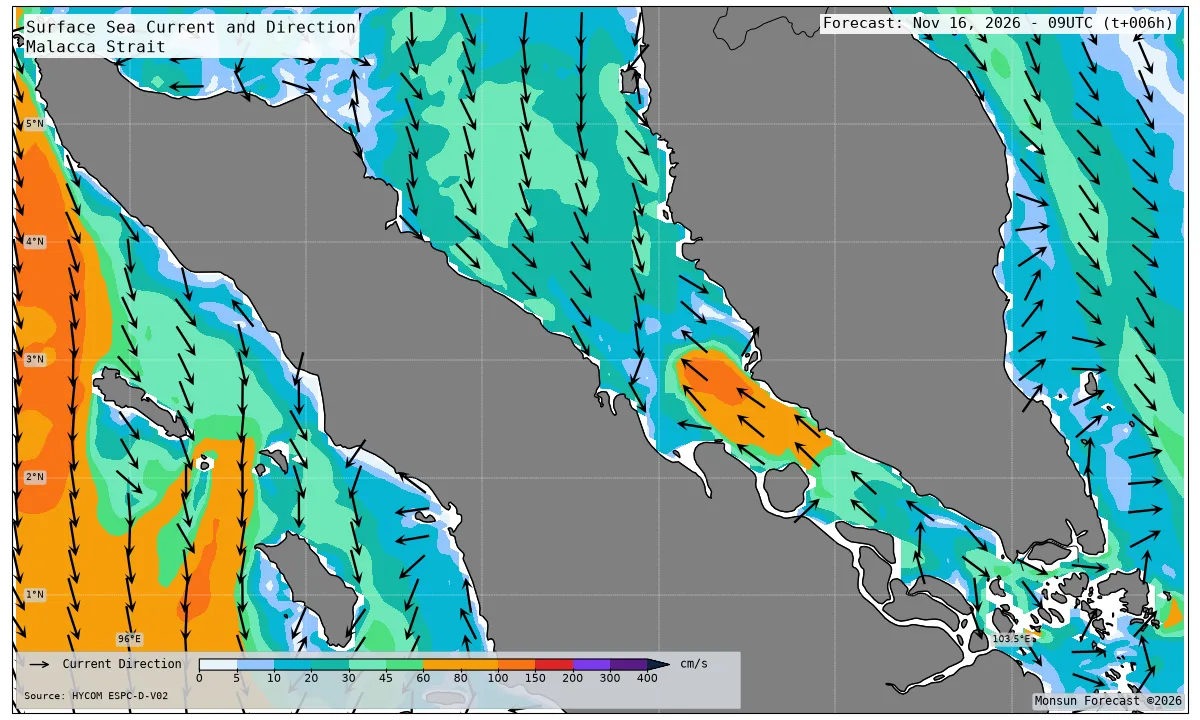 Surface Sea Current and Direction
Malacca Strait
Forecast: Nov 16, 2026 - 09UTC (t+006h)
5°N
4°N
3°N
2°N
1°N
96°E
103.5°E
Current Direction
0 5 10 20 30 45 60 80 100 150 200 300 400
cm/s
Source: HYCOM ESPC-D-V02
Monsun Forecast ©2026